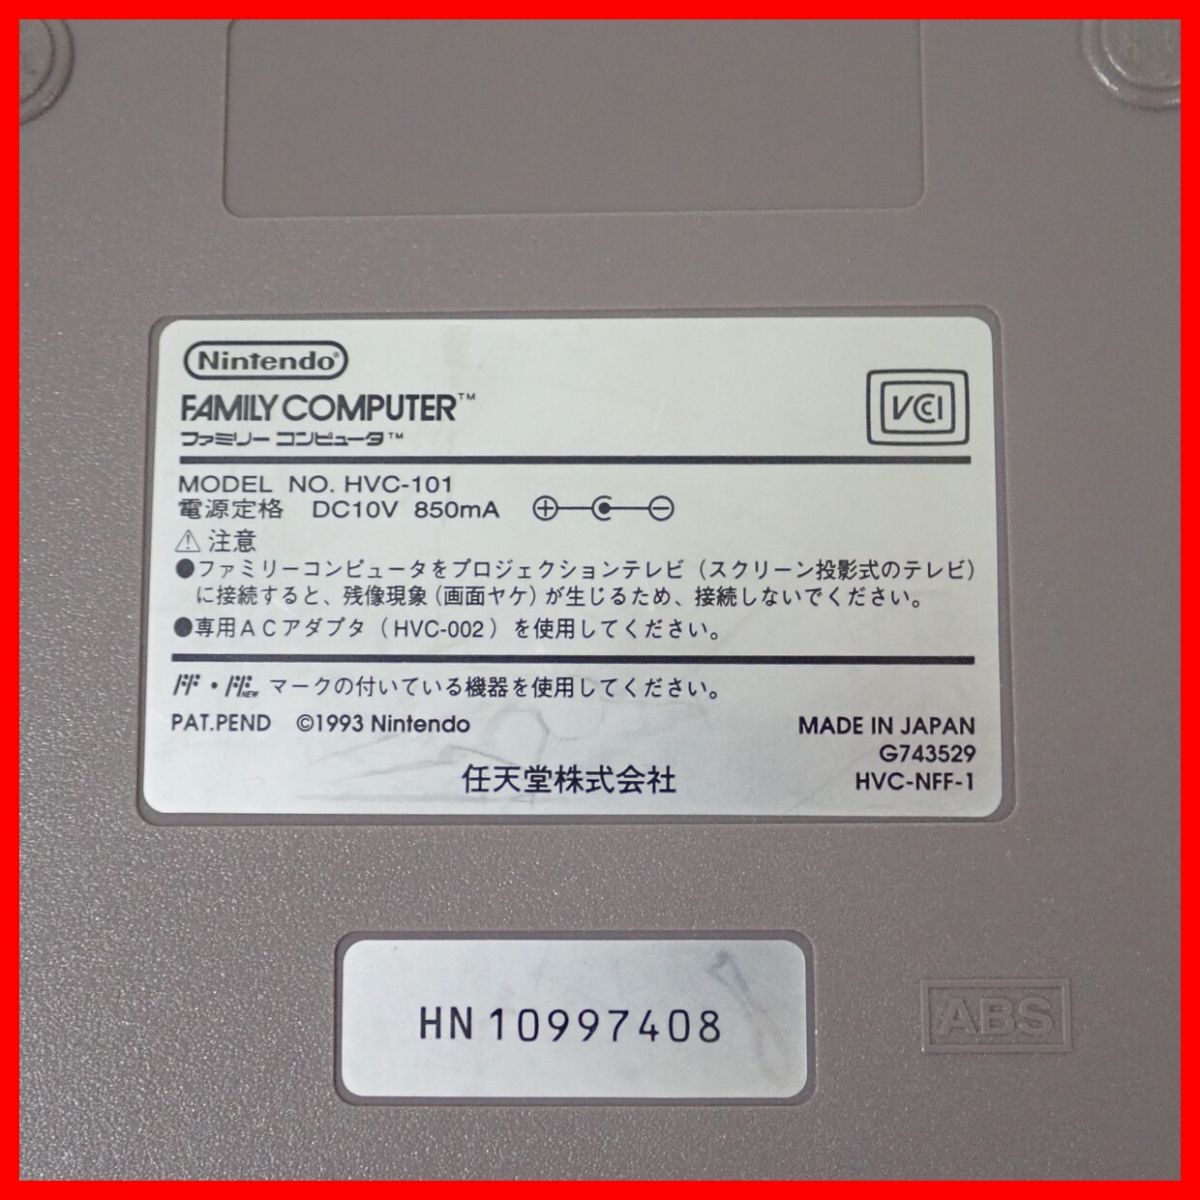 Nintendo®
FAMILY COMPUTER™
ファミリー コンピュータ™
VCCI
MODEL NO. HVC-101
電源定格 DC10V 850mA
⚠ 注意
●ファミリーコンピュータをプロジェクションテレビ（スクリーン投影式のテレビ）
に接続すると、残像現象（画面ヤケ）が生じるため、接続しないでください。
●専用ACアダプタ（HVC-002）を使用してください。
FF・FF NEW マークの付いている機器を使用してください。
PAT.PEND ©1993 Nintendo
MADE IN JAPAN
G743529
任天堂株式会社
HVC-NFF-1
HN 10997408
ABS